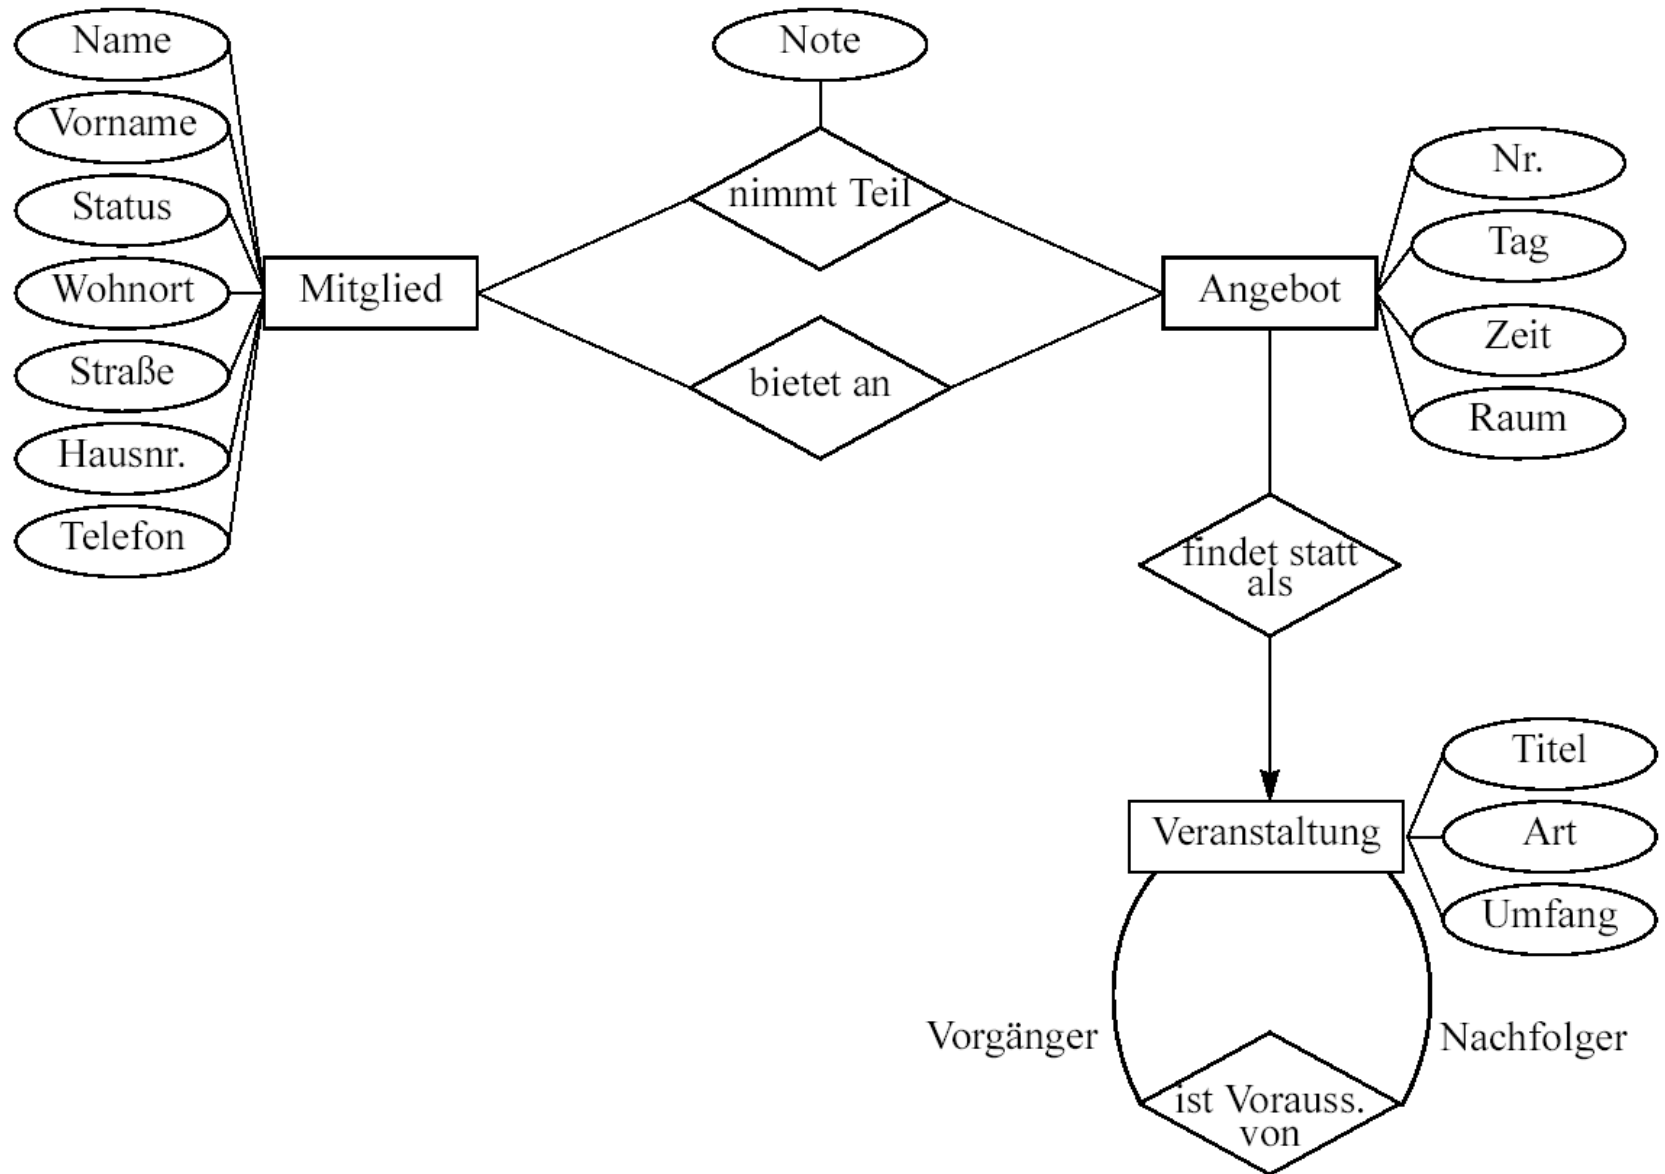 Name
Vorname
Status
Wohnort
Straße
Hausnr.
Telefon
Mitglied
Note
nimmt Teil
bietet an
Angebot
Nr.
Tag
Zeit
Raum
findet statt
als
Veranstaltung
Titel
Art
Umfang
Vorgänger
Nachfolger
ist Vorauss.
von